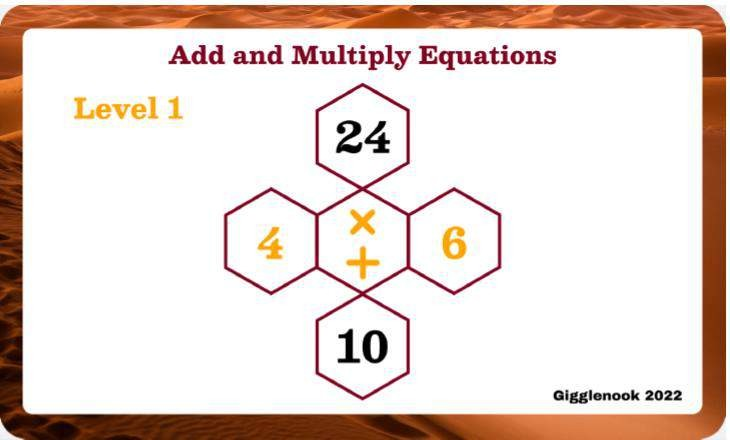 Add and Multiply Equations
Level 1
24
4 × 6
+
10
Gigglenook 2022